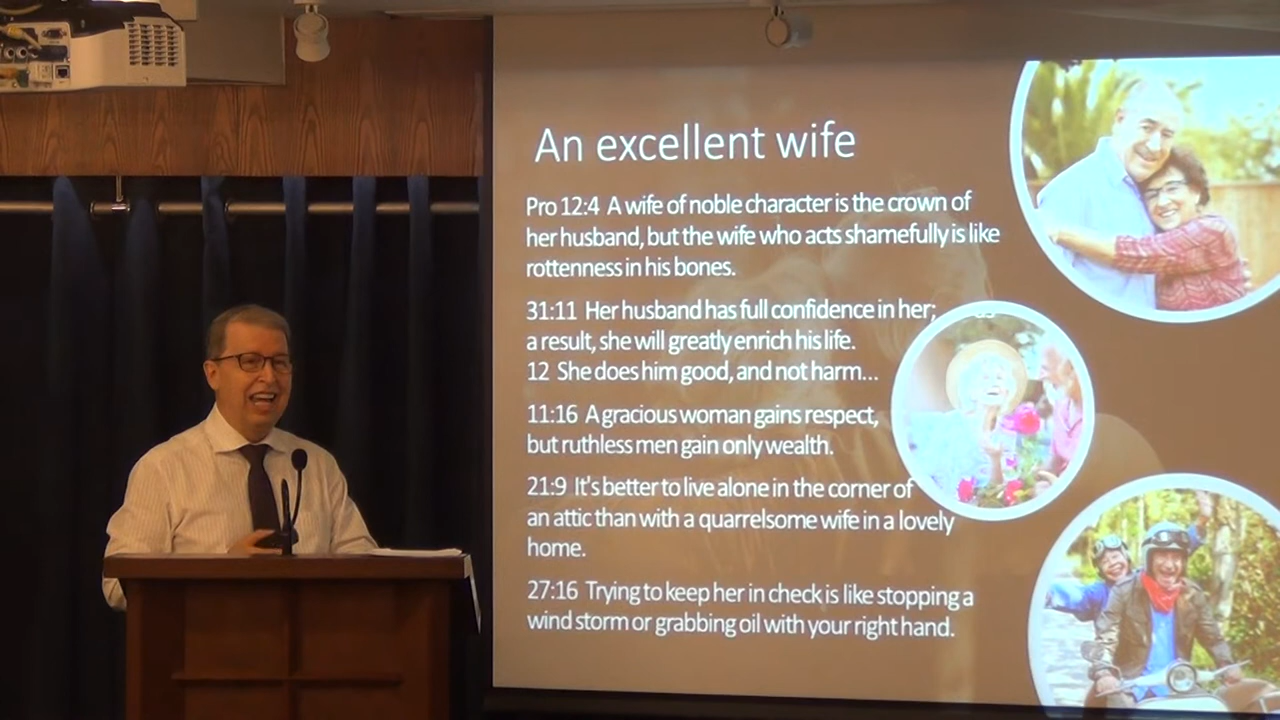 An excellent wife
Pro 12:4 A wife of noble character is the crown of
her husband, but the wife who acts shamefully is like
rottenness in his bones.
31:11 Her husband has full confidence in her; as
a result, she will greatly enrich his life.
12 She does him good, and not harm...
11:16 A gracious woman gains respect,
but ruthless men gain only wealth.
21:9 It's better to live alone in the corner of
an attic than with a quarrelsome wife in a lovely
home.
27:16 Trying to keep her in check is like stopping a
wind storm or grabbing oil with your right hand.